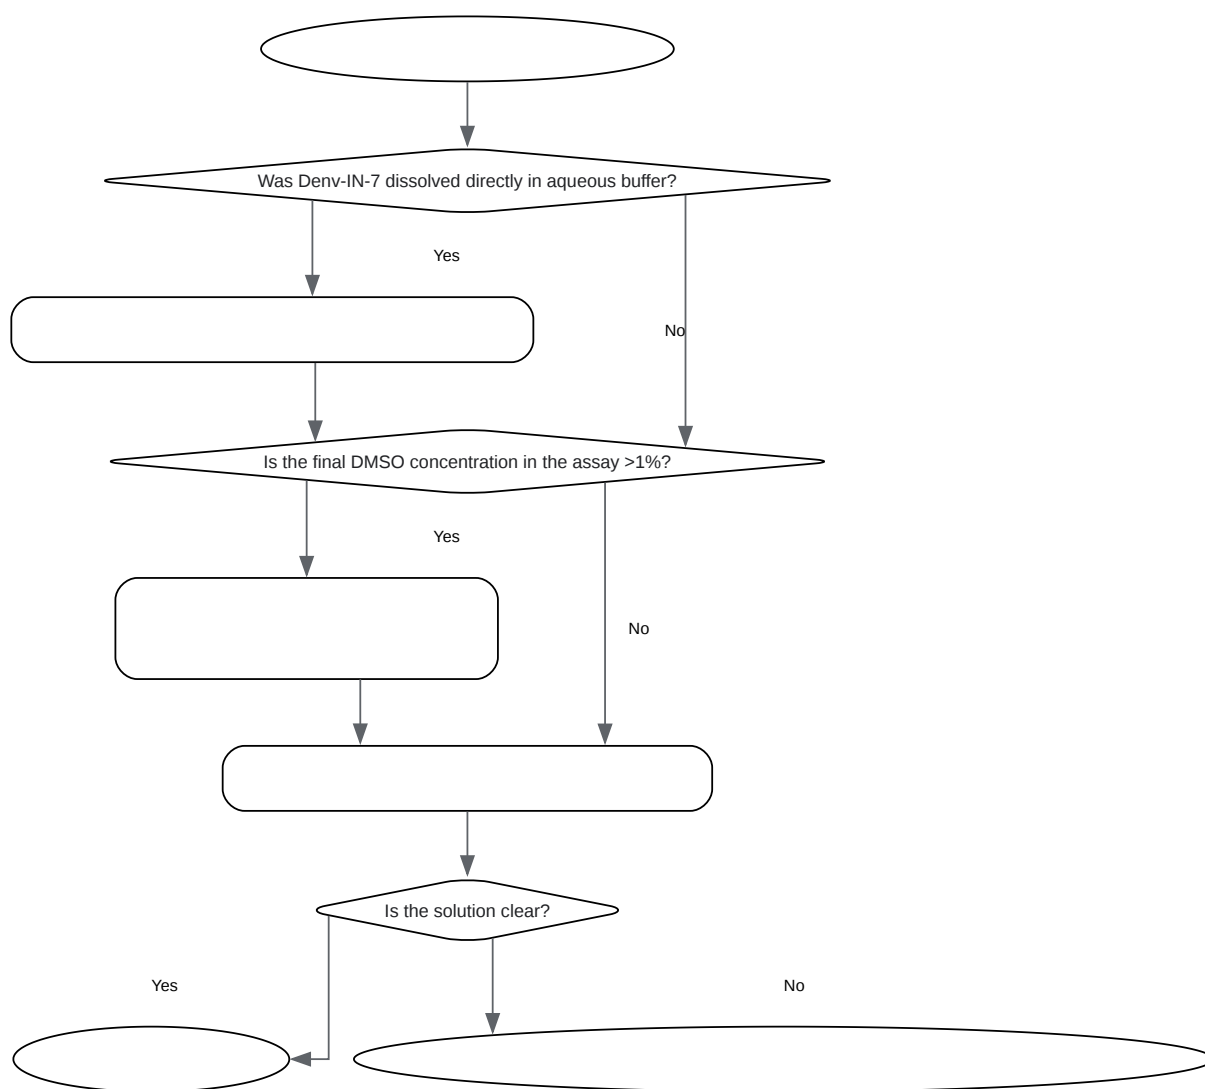 Was Denv-IN-7 dissolved directly in aqueous buffer?
Yes
No
Is the final DMSO concentration in the assay >1%?
Yes
No
Is the solution clear?
Yes
No